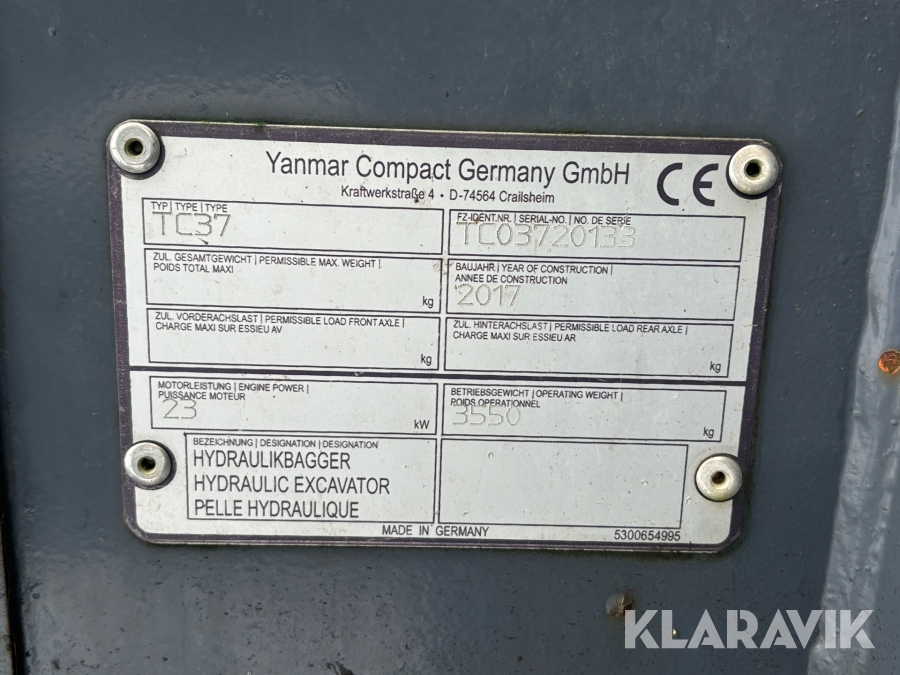 Yanmar Compact Germany GmbH
Kraftwerkstraße 4 • D-74564 Crailsheim
CE
TYP | TYPE | TYPE
TC37
FZ-IDENT.NR. | SERIAL-NO. | NO. DE SERIE
TC03720133
ZUL. GESAMTGEWICHT | PERMISSIBLE MAX. WEIGHT |
POIDS TOTAL MAXI
kg
BAUJAHR | YEAR OF CONSTRUCTION |
ANNEE DE CONSTRUCTION
2017
ZUL. VORDERACHSLAST | PERMISSIBLE LOAD FRONT AXLE |
CHARGE MAXI SUR ESSIEU AV
kg
ZUL. HINTERACHSLAST | PERMISSIBLE LOAD REAR AXLE |
CHARGE MAXI SUR ESSIEU AR
kg
MOTORLEISTUNG | ENGINE POWER |
PUISSANCE MOTEUR
23
kW
BETRIEBSGEWICHT | OPERATING WEIGHT |
POIDS OPERATIONNEL
3550
kg
BEZEICHNUNG | DESIGNATION | DESIGNATION
HYDRAULIKBAGGER
HYDRAULIC EXCAVATOR
PELLE HYDRAULIQUE
MADE IN GERMANY
5300654995
KLARAVIK